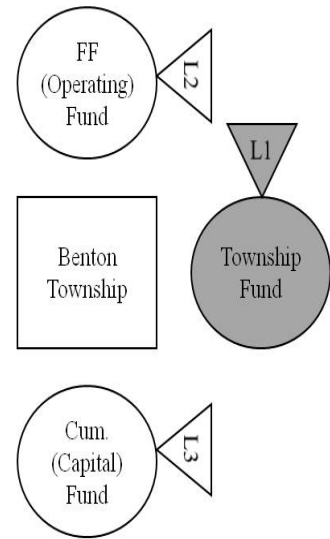 FF
(Operating)
Fund
L2
L1
Benton
Township
Township
Fund
Cum.
(Capital)
Fund
L3